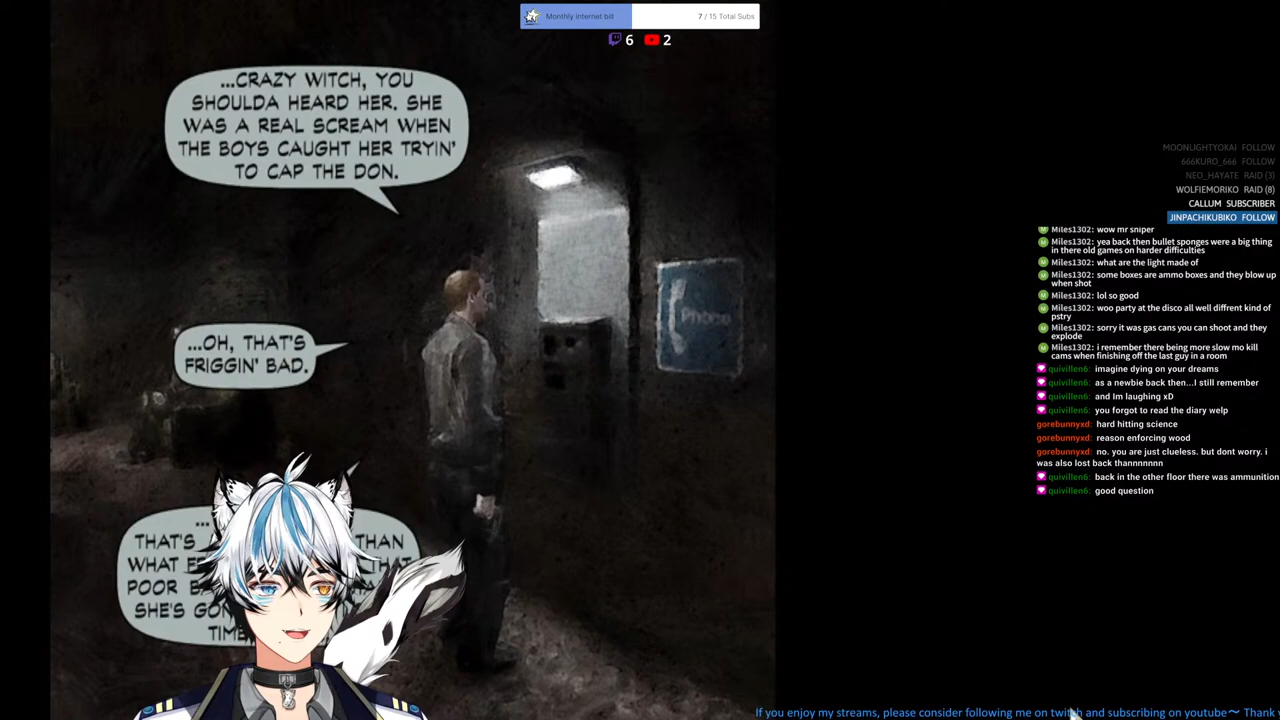 Monthly internet bill 7 / 15 Total Subs
6 2
...CRAZY WITCH, YOU
SHOULDA HEARD HER. SHE
WAS A REAL SCREAM WHEN
THE BOYS CAUGHT HER TRYIN'
TO CAP THE DON.
Phone
...OH, THAT'S
FRIGGIN' BAD.
...
THAT'S THAN
WHAT THAT
POOR
SHE'S
TIME
MOONLIGHTYOKAI FOLLOW
666KURO_666 FOLLOW
NEO_HAYATE RAID (3)
WOLFIEMORIKO RAID (8)
CALLUM SUBSCRIBER
JINPACHIKUBIKO FOLLOW
Miles1302: wow mr sniper
Miles1302: yea back then bullet sponges were a big thing
in there old games on harder difficulties
Miles1302: what are the light made of
Miles1302: some boxes are ammo boxes and they blow up
when shot
Miles1302: lol so good
Miles1302: woo party at the disco all well diffrent kind of
pstry
Miles1302: sorry it was gas cans you can shoot and they
explode
Miles1302: i remember there being more slow mo kill
cams when finishing off the last guy in a room
quivillen6: imagine dying on your dreams
quivillen6: as a newbie back then...I still remember
quivillen6: and Im laughing xD
quivillen6: you forgot to read the diary welp
gorebunnyxd: hard hitting science
gorebunnyxd: reason enforcing wood
gorebunnyxd: no. you are just clueless. but dont worry. i
was also lost back thannnnnnn
quivillen6: back in the other floor there was ammunition
quivillen6: good question
If you enjoy my streams, please consider following me on twitch and subscribing on youtube~ Thank